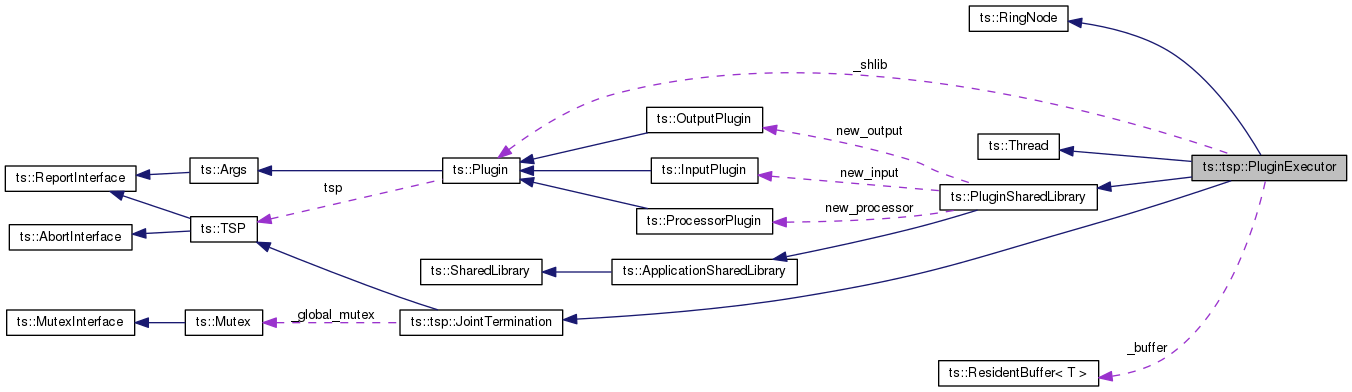 ts::RingNode
_shlib
ts::OutputPlugin
new_output
ts::Thread
ts::ReportInterface
ts::Args
ts::Plugin
ts::InputPlugin
new_input
ts::tsp::PluginExecutor
tsp
ts::PluginSharedLibrary
new_processor
ts::ProcessorPlugin
ts::AbortInterface
ts::TSP
ts::SharedLibrary
ts::ApplicationSharedLibrary
ts::MutexInterface
ts::Mutex
_global_mutex
ts::tsp::JointTermination
_buffer
ts::ResidentBuffer< T >